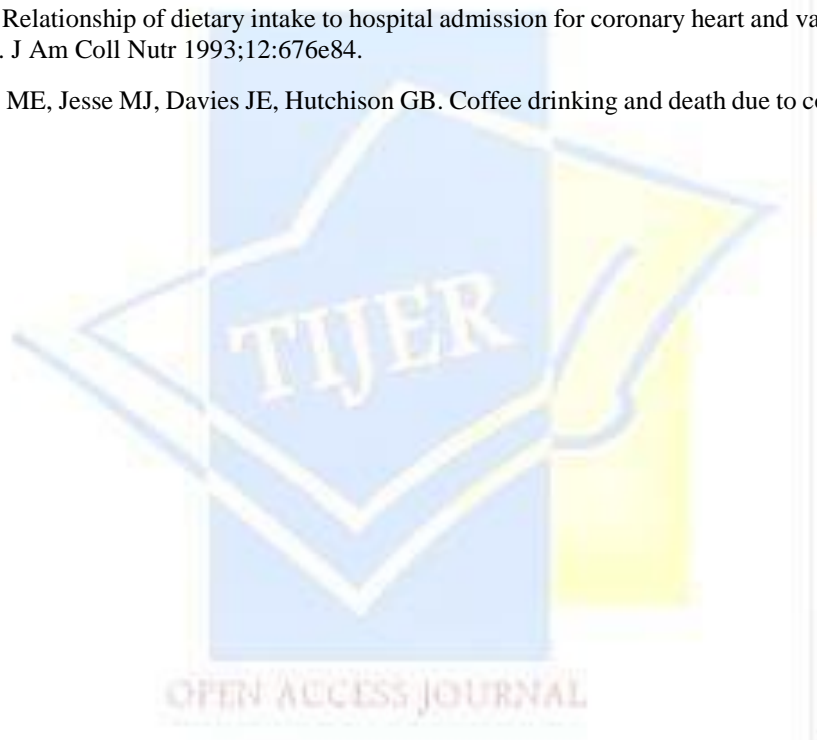 Relationship of dietary intake to hospital admission for coronary heart and va
. J Am Coll Nutr 1993;12:676e84.
ME, Jesse MJ, Davies JE, Hutchison GB. Coffee drinking and death due to c
TIJER
OPEN ACCESS JOURNAL